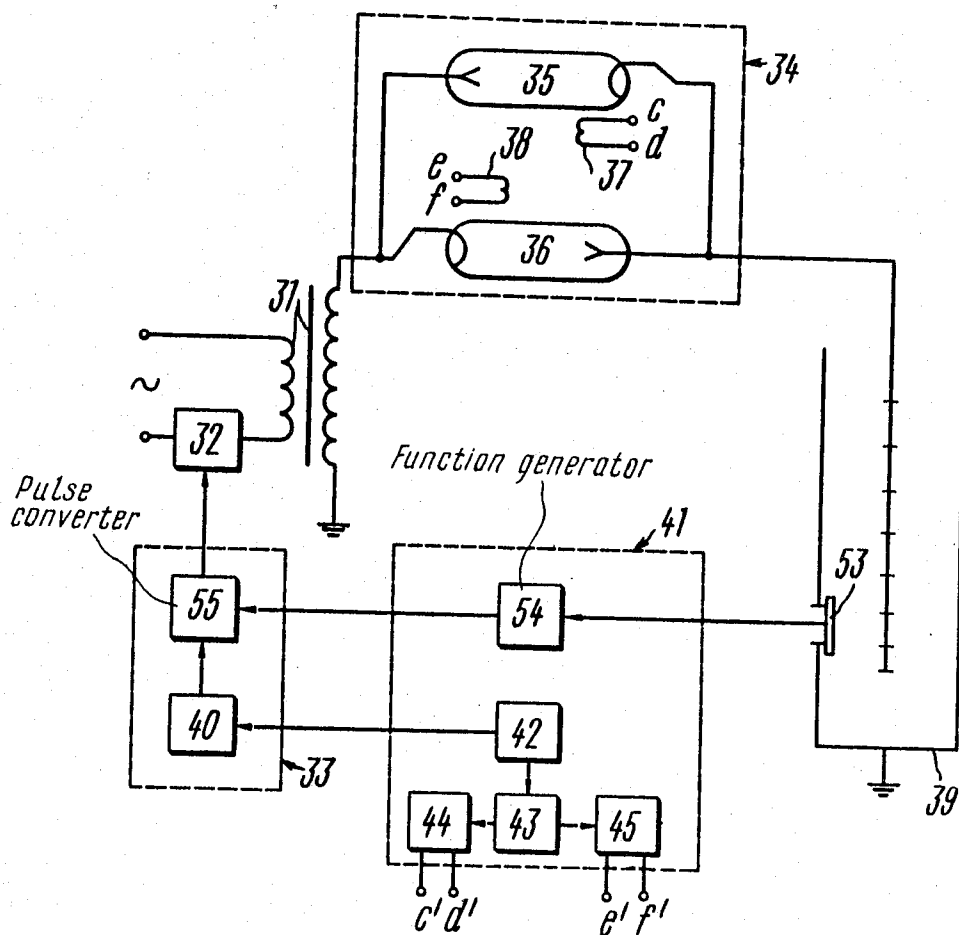 35
34
c
d
38
37
e
f
36
31
~
32
Function generator
Pulse
converter
41
53
55
54
40
42
33
44
43
45
39
c' d'
e' f'